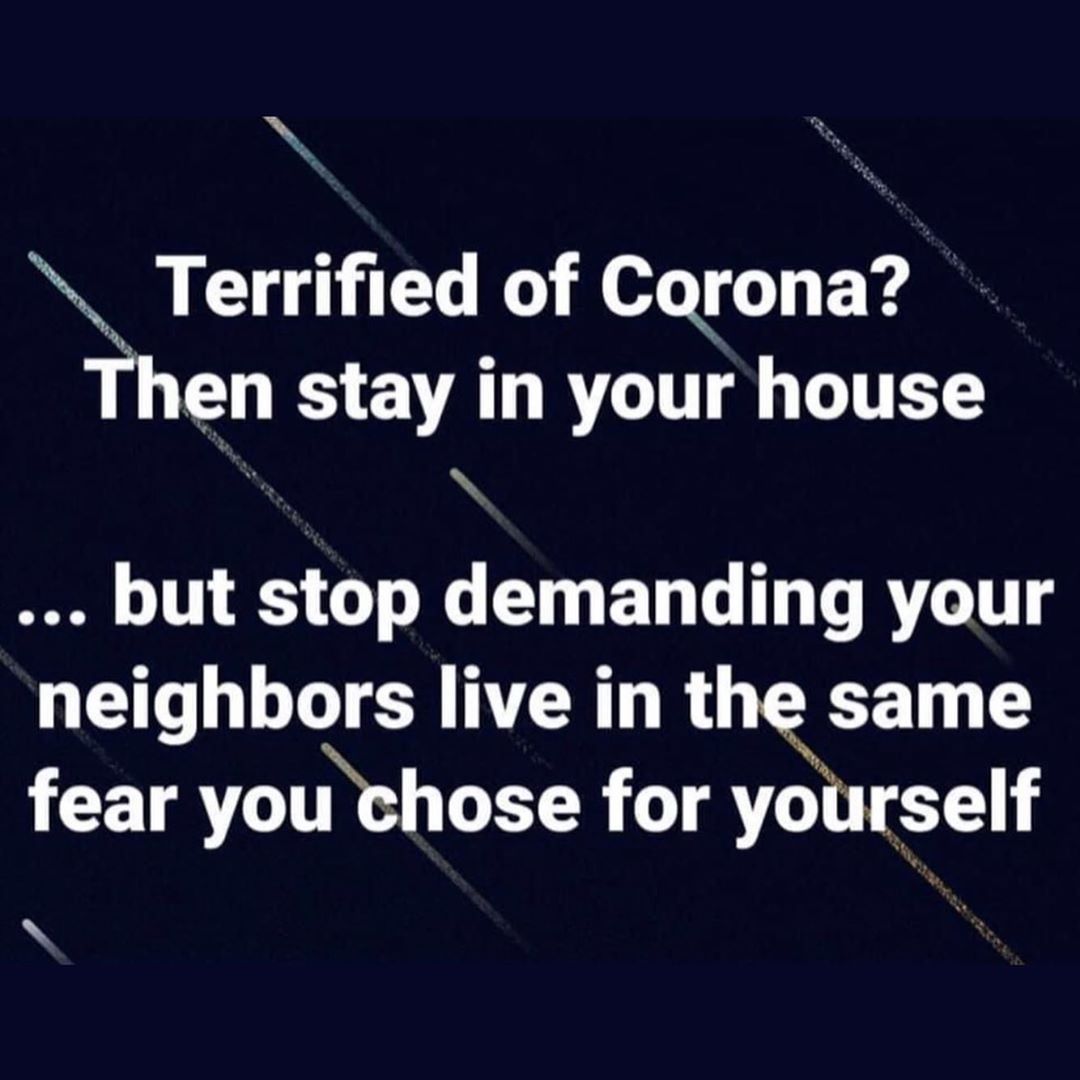 Terrified of Corona?
Then stay in your house
... but stop demanding your
neighbors live in the same
fear you chose for yourself